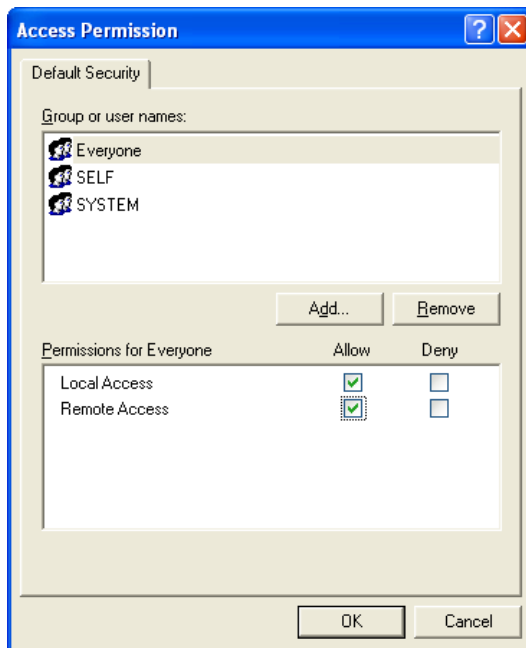 Access Permission
Default Security
Group or user names:
Everyone
SELF
SYSTEM
Add... Remove
Permissions for Everyone Allow Deny
Local Access
Remote Access
OK Cancel